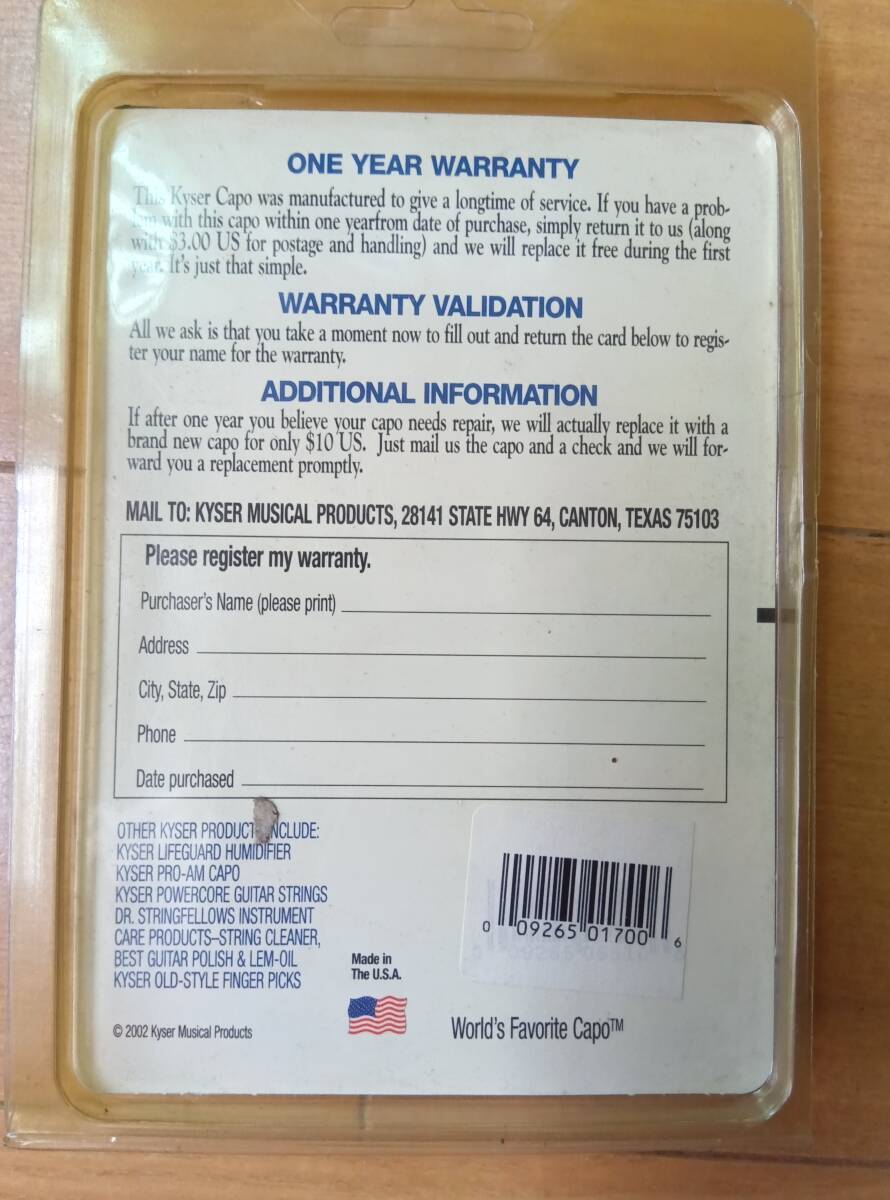 ONE YEAR WARRANTY
This Kyser Capo was manufactured to give a longtime of service. If you have a prob-
lem with this capo within one yearfrom date of purchase, simply return it to us (along
with $3.00 US for postage and handling) and we will replace it free during the first
year. It's just that simple.
WARRANTY VALIDATION
All we ask is that you take a moment now to fill out and return the card below to regis-
ter your name for the warranty.
ADDITIONAL INFORMATION
If after one year you believe your capo needs repair, we will actually replace it with a
brand new capo for only $10 US. Just mail us the capo and a check and we will for-
ward you a replacement promptly.
MAIL TO: KYSER MUSICAL PRODUCTS, 28141 STATE HWY 64, CANTON, TEXAS 75103
Please register my warranty.
Purchaser's Name (please print)
Address
City, State, Zip
Phone
Date purchased
OTHER KYSER PRODUCT INCLUDE:
KYSER LIFEGUARD HUMIDIFIER
KYSER PRO-AM CAPO
KYSER POWERCORE GUITAR STRINGS
DR. STRINGFELLOWS INSTRUMENT
CARE PRODUCTS–STRING CLEANER,
BEST GUITAR POLISH & LEM-OIL
KYSER OLD-STYLE FINGER PICKS
© 2002 Kyser Musical Products
Made in
The U.S.A.
0 09265 01700 6
World's Favorite Capo™